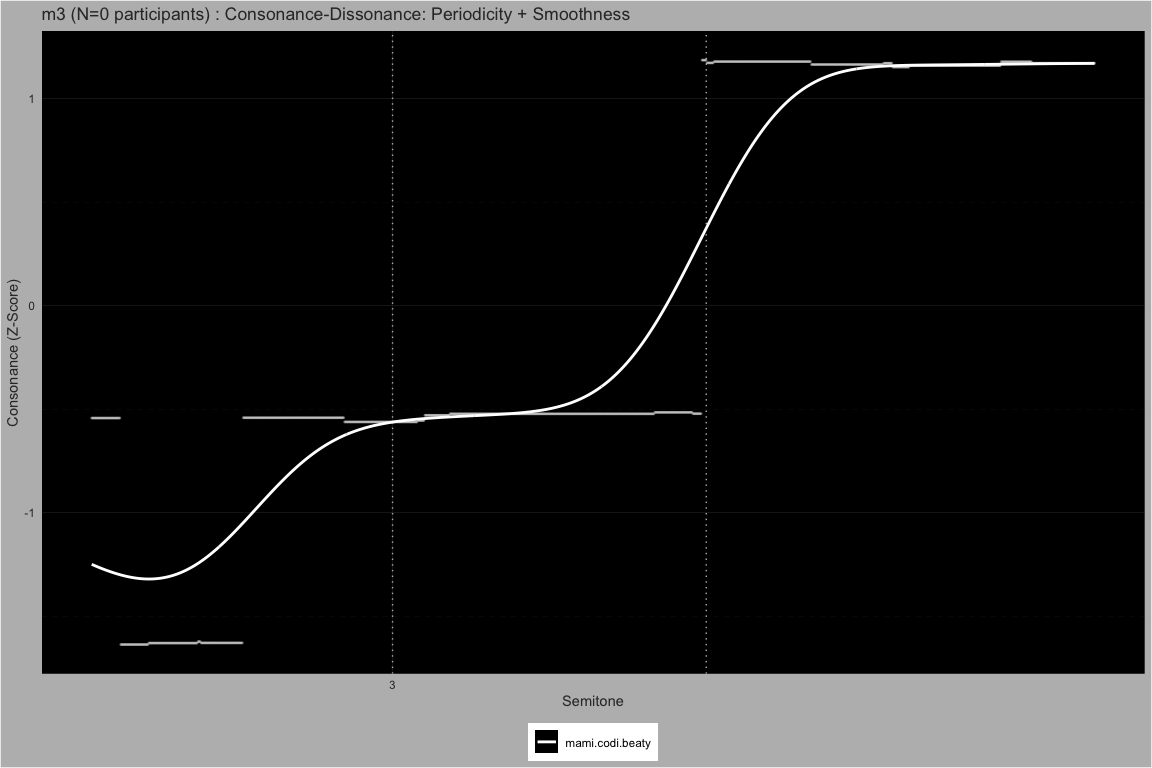 m3 (N=0 participants) : Consonance-Dissonance: Periodicity + Smoothness
Consonance (Z-Score)
1
0
-1
3
Semitone
mami.codi.beaty